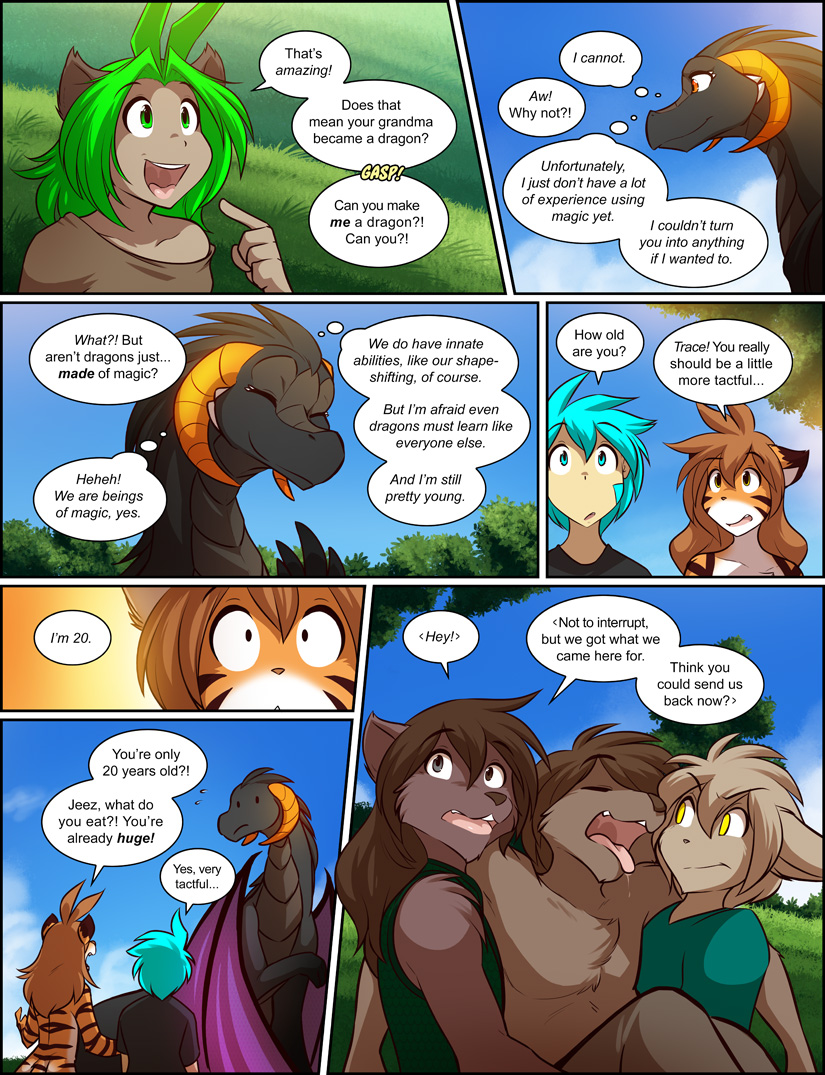 That's
amazing!
Does that
mean your grandma
became a dragon?
GASP!
Can you make
me a dragon?!
Can you?!
I cannot.
Aw!
Why not?!
Unfortunately,
I just don't have a lot
of experience using
magic yet.
I couldn't turn
you into anything
if I wanted to.
What?! But
aren't dragons just...
made of magic?
Heheh!
We are beings
of magic, yes.
We do have innate
abilities, like our shape-
shifting, of course.
But I'm afraid even
dragons must learn like
everyone else.
And I'm still
pretty young.
How old
are you?
Trace! You really
should be a little
more tactful...
I'm 20.
You're only
20 years old?!
Jeez, what do
you eat?! You're
already huge!
Yes, very
tactful...
‹Hey!›
‹Not to interrupt,
but we got what we
came here for.
Think you
could send us
back now?›